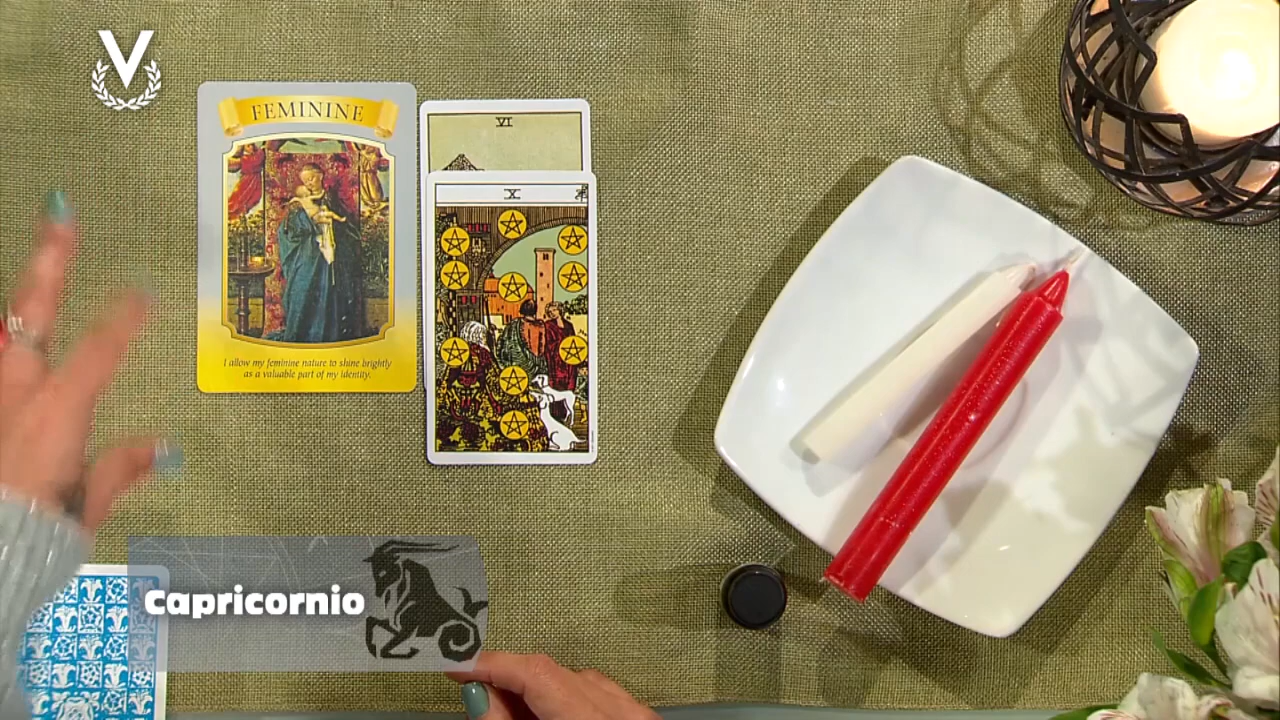 V
FEMININE
VI
X
I allow my feminine nature to shine brightly
as a valuable part of my identity.
Capricornio